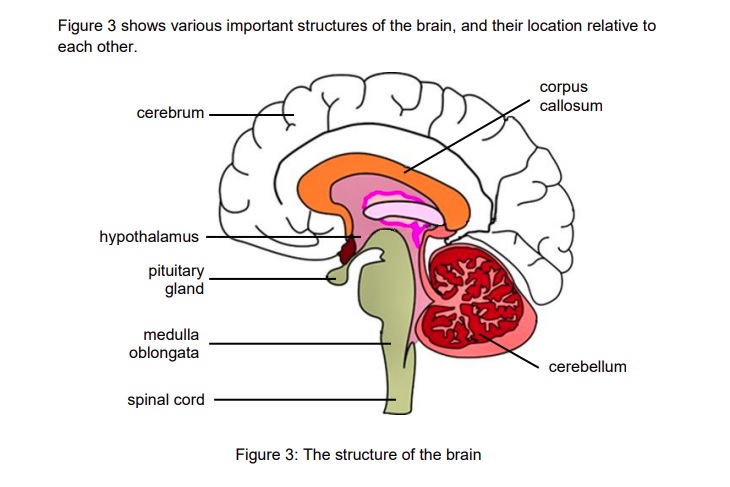 Figure 3 shows various important structures of the brain, and their location relative to
each other.
corpus
callosum
cerebrum
hypothalamus
pituitary
gland
medulla
oblongata
cerebellum
spinal cord
Figure 3: The structure of the brain